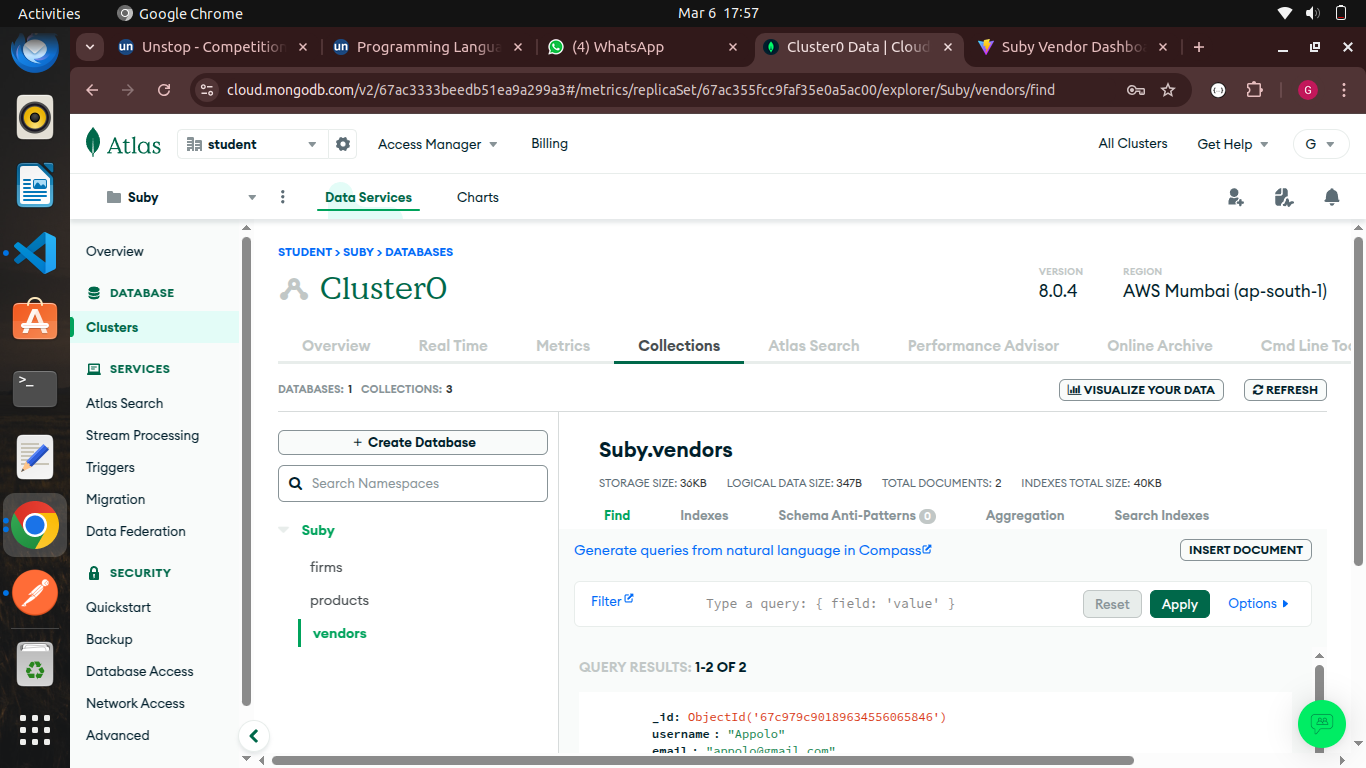 Activities Google Chrome Mar 6 17:57
un Unstop - Competition un Programming Langua (4) WhatsApp Cluster0 Data | Cloud Suby Vendor Dashbo
cloud.mongodb.com/v2/67ac3333beedb51ea9a299a3#/metrics/replicaSet/67ac355fcc9faf35e0a5ac00/explorer/Suby/vendors/find G
Atlas student Access Manager Billing All Clusters Get Help G
Suby Data Services Charts
Overview
DATABASE
Clusters
SERVICES
Atlas Search
Stream Processing
Triggers
Migration
Data Federation
SECURITY
Quickstart
Backup
Database Access
Network Access
Advanced
STUDENT > SUBY > DATABASES
Cluster0
VERSION
8.0.4
REGION
AWS Mumbai (ap-south-1)
Overview Real Time Metrics Collections Atlas Search Performance Advisor Online Archive Cmd Line Too
DATABASES: 1 COLLECTIONS: 3
VISUALIZE YOUR DATA REFRESH
+ Create Database
Search Namespaces
Suby
firms
products
vendors
Suby.vendors
STORAGE SIZE: 36KB LOGICAL DATA SIZE: 347B TOTAL DOCUMENTS: 2 INDEXES TOTAL SIZE: 40KB
Find Indexes Schema Anti-Patterns 0 Aggregation Search Indexes
Generate queries from natural language in Compass
INSERT DOCUMENT
Filter Type a query: { field: 'value' } Reset Apply Options
QUERY RESULTS: 1-2 OF 2
_id: ObjectId('67c979c90189634556065846')
username : "Appolo"
email : "appolo@gmail.com"